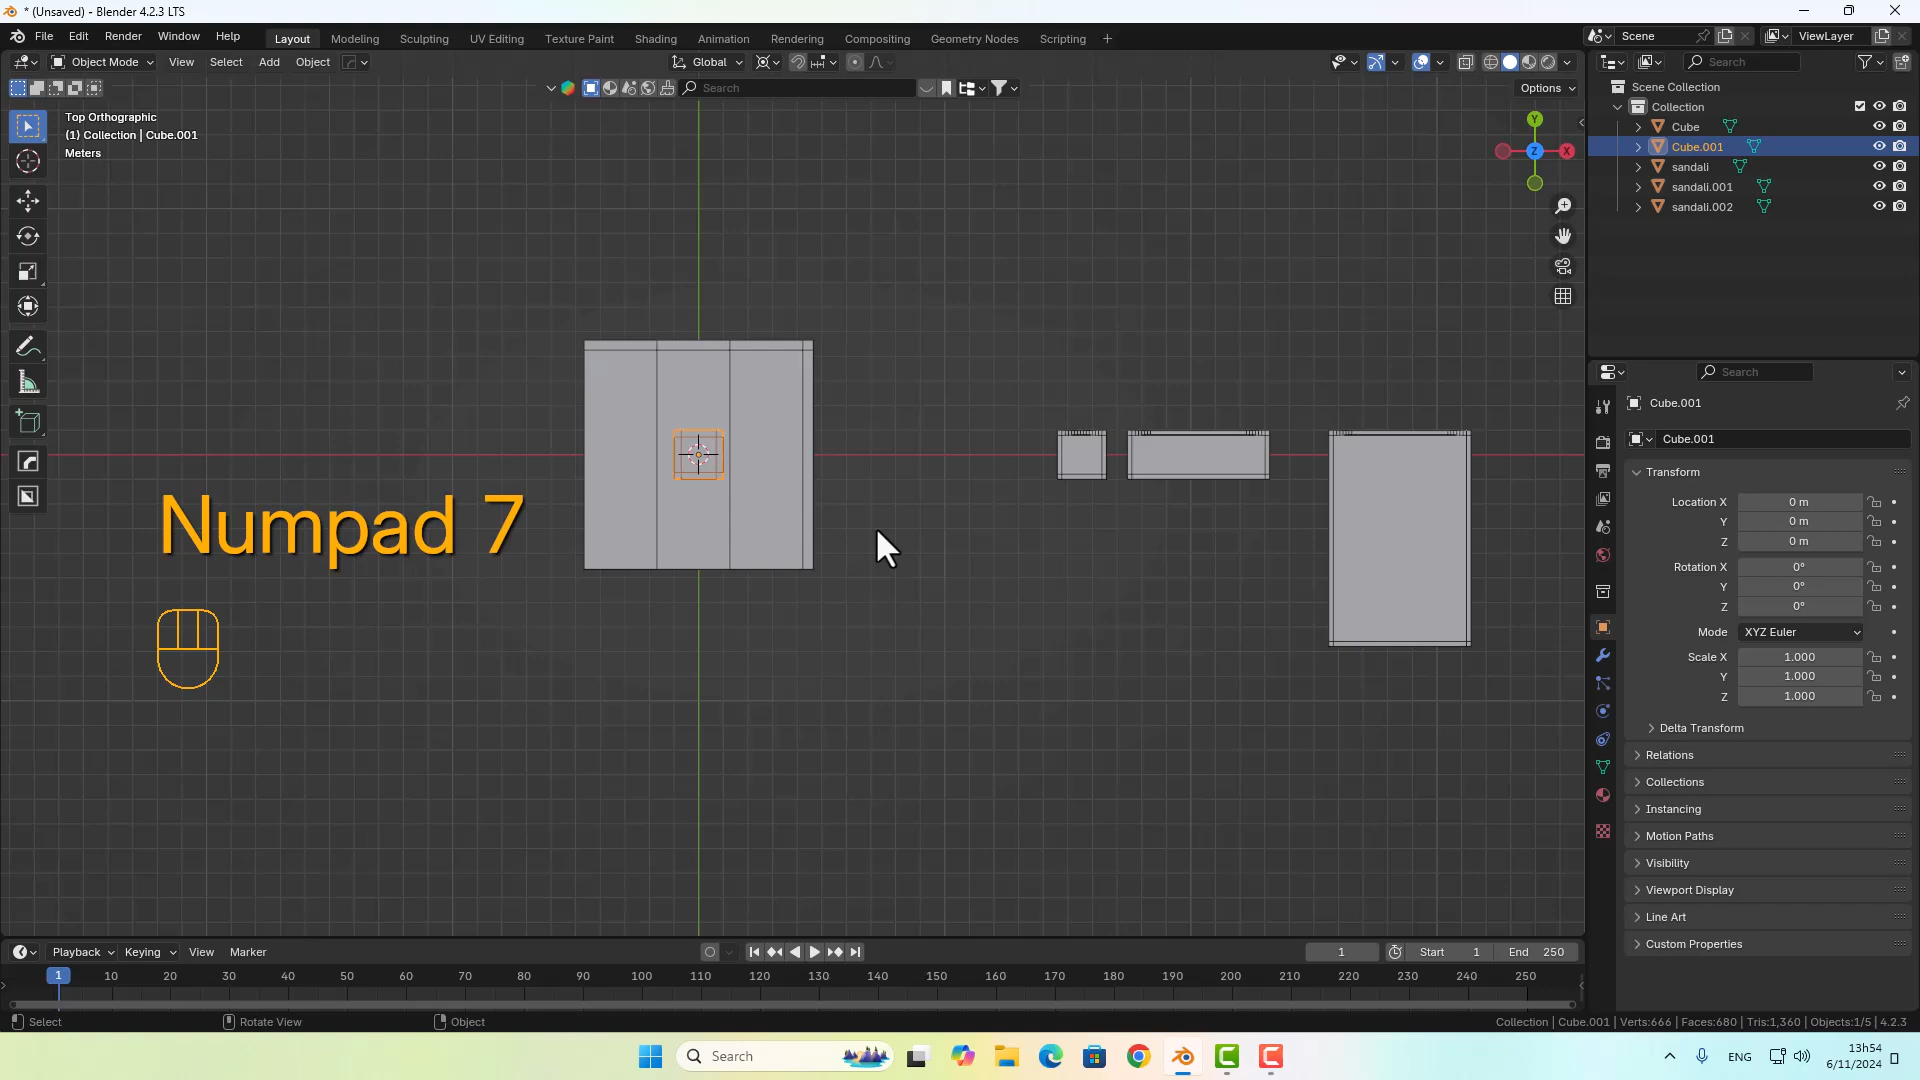 * (Unsaved) - Blender 4.2.3 LTS
File Edit Render Window Help
Layout Modeling Sculpting UV Editing Texture Paint Shading Animation Rendering Compositing Geometry Nodes Scripting +
Scene
ViewLayer
Object Mode View Select Add Object
Global
Search
Search
Options
Top Orthographic
(1) Collection | Cube.001
Meters
Y
Z
X
Numpad 7
Scene Collection
Collection
Cube
Cube.001
sandali
sandali.001
sandali.002
Search
Cube.001
Cube.001
Transform
Location X 0 m
Y 0 m
Z 0 m
Rotation X 0°
Y 0°
Z 0°
Mode XYZ Euler
Scale X 1.000
Y 1.000
Z 1.000
Delta Transform
Relations
Collections
Instancing
Motion Paths
Visibility
Viewport Display
Line Art
Custom Properties
Playback Keying View Marker
1
Start 1
End 250
1 10 20 30 40 50 60 70 80 90 100 110 120 130 140 150 160 170 180 190 200 210 220 230 240 250
Select
Rotate View
Object
Collection | Cube.001 | Verts:666 | Faces:680 | Tris:1,360 | Objects:1/5 | 4.2.3
Search
ENG
13h54
6/11/2024